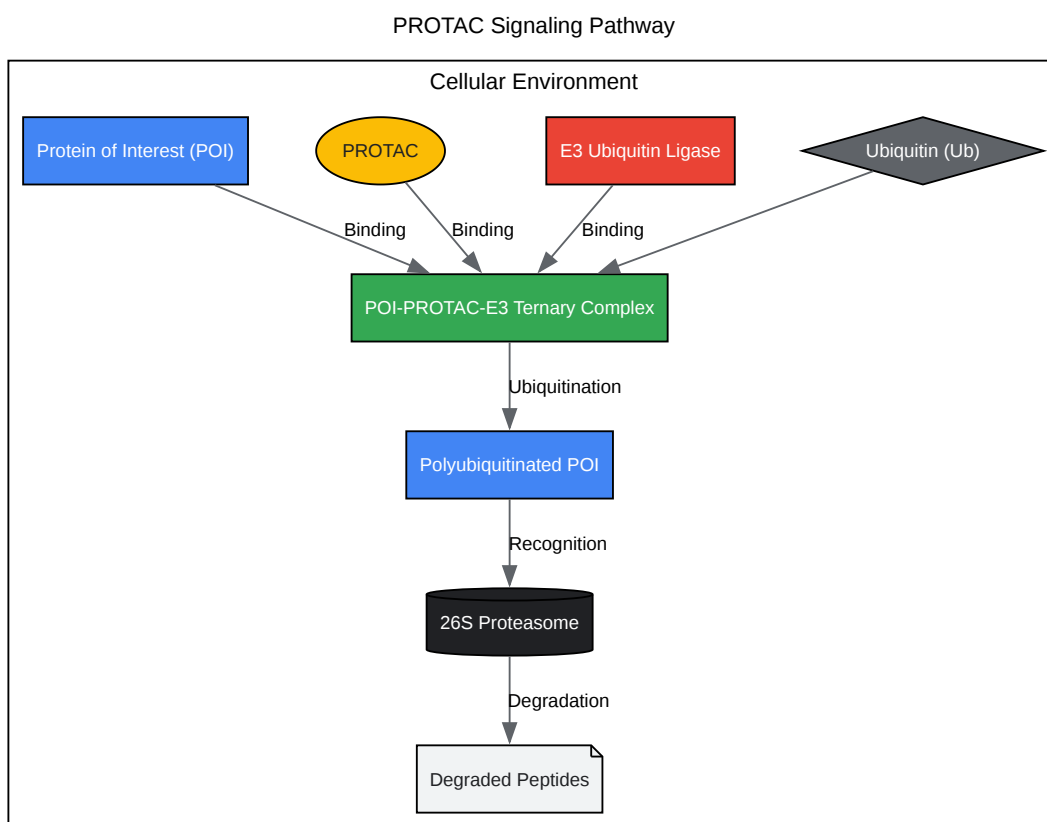 PROTAC Signaling Pathway
Cellular Environment
Protein of Interest (POI)
PROTAC
E3 Ubiquitin Ligase
Ubiquitin (Ub)
Binding
Binding
Binding
POI-PROTAC-E3 Ternary Complex
Ubiquitination
Polyubiquitinated POI
Recognition
26S Proteasome
Degradation
Degraded Peptides